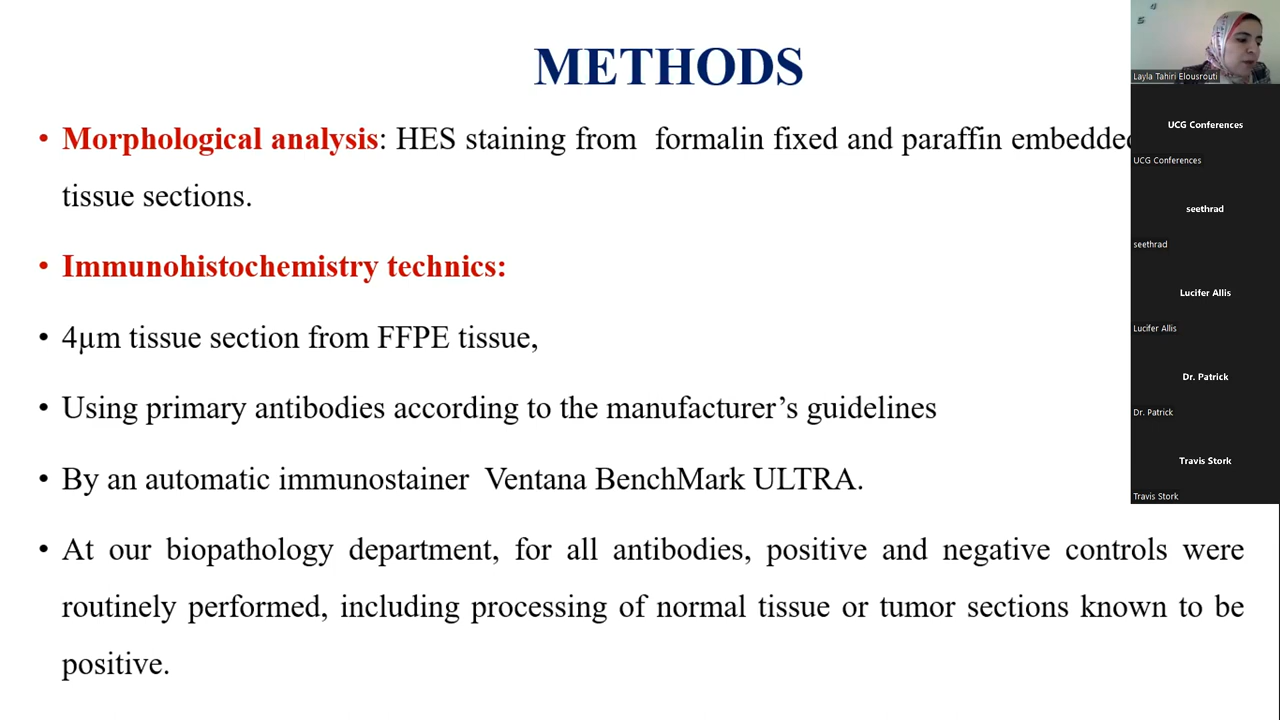 METHODS
• Morphological analysis: HES staining from formalin fixed and paraffin embedded
tissue sections.
• Immunohistochemistry technics:
• 4µm tissue section from FFPE tissue,
• Using primary antibodies according to the manufacturer’s guidelines
• By an automatic immunostainer Ventana BenchMark ULTRA.
• At our biopathology department, for all antibodies, positive and negative controls were
routinely performed, including processing of normal tissue or tumor sections known to be
positive.
Layla Tahiri Elousrouti
UCG Conferences
UCG Conferences
seethrad
seethrad
Lucifer Allis
Lucifer Allis
Dr. Patrick
Dr. Patrick
Travis Stork
Travis Stork